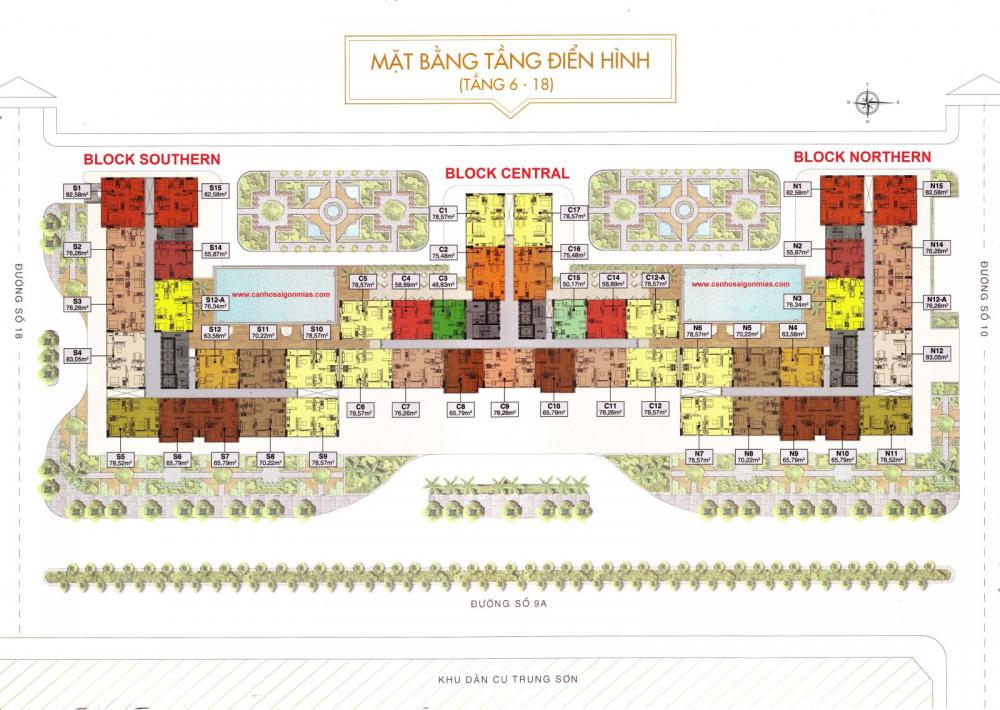 MẶT BẰNG TẦNG ĐIỂN HÌNH
(TẦNG 6 - 18)
BLOCK SOUTHERN
BLOCK CENTRAL
BLOCK NORTHERN
S1
82,58m²
S15
82,58m²
S2
76,26m²
S14
55,87m²
S3
76,26m²
S12-A
76,34m²
S4
83,05m²
S12
63,58m²
S11
70,22m²
S10
78,57m²
S5
78,52m²
S6
65,79m²
S7
65,79m²
S8
70,22m²
S9
78,57m²
C1
78,57m²
C17
78,57m²
C2
75,48m²
C16
75,48m²
C5
78,57m²
C4
58,89m²
C3
49,83m²
C15
50,17m²
C14
58,89m²
C12-A
78,57m²
C6
78,57m²
C7
76,26m²
C8
65,79m²
C9
76,26m²
C10
65,79m²
C11
76,26m²
C12
78,57m²
N1
82,58m²
N15
82,58m²
N2
55,87m²
N14
76,26m²
N3
76,34m²
N12-A
76,26m²
N6
78,57m²
N5
70,22m²
N4
63,58m²
N12
83,05m²
N7
78,57m²
N8
70,22m²
N9
65,79m²
N10
65,79m²
N11
78,52m²
www.canhosaigonmias.com
www.canhosaigonmias.com
ĐƯỜNG SỐ 18
ĐƯỜNG SỐ 10
ĐƯỜNG SỐ 9A
KHU DÂN CƯ TRUNG SƠN